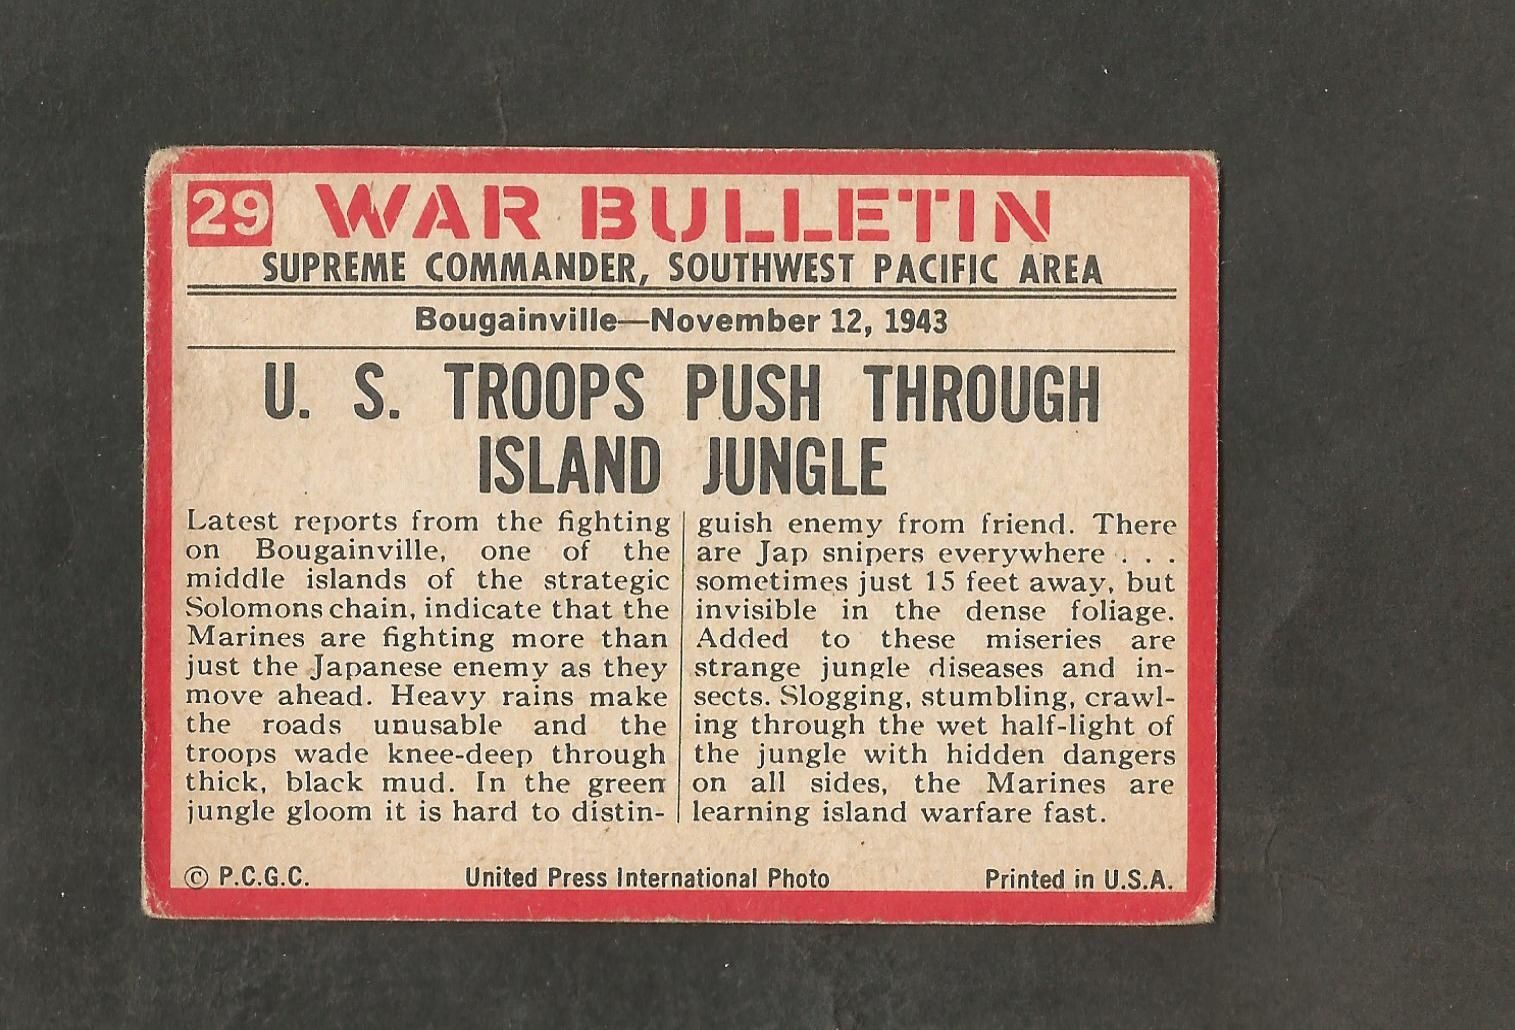 29 WAR BULLETIN
SUPREME COMMANDER, SOUTHWEST PACIFIC AREA
Bougainville—November 12, 1943
U. S. TROOPS PUSH THROUGH
ISLAND JUNGLE
Latest reports from the fighting
on Bougainville, one of the
middle islands of the strategic
Solomons chain, indicate that the
Marines are fighting more than
just the Japanese enemy as they
move ahead. Heavy rains make
the roads unusable and the
troops wade knee-deep through
thick, black mud. In the green
jungle gloom it is hard to distin-
guish enemy from friend. There
are Jap snipers everywhere . . .
sometimes just 15 feet away, but
invisible in the dense foliage.
Added to these miseries are
strange jungle diseases and in-
sects. Slogging, stumbling, crawl-
ing through the wet half-light of
the jungle with hidden dangers
on all sides, the Marines are
learning island warfare fast.
© P.C.G.C. United Press International Photo Printed in U.S.A.